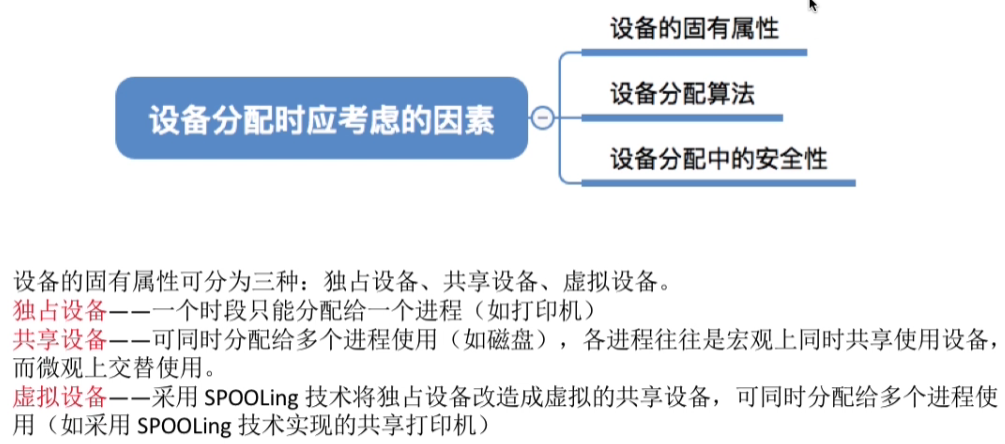 设备分配时应考虑的因素
设备的固有属性
设备分配算法
设备分配中的安全性
设备的固有属性可分为三种：独占设备、共享设备、虚拟设备。
独占设备——一个时段只能分配给一个进程（如打印机）
共享设备——可同时分配给多个进程使用（如磁盘），各进程往往是宏观上同时共享使用设备，
而微观上交替使用。
虚拟设备——采用 SPOOLing 技术将独占设备改造成虚拟的共享设备，可同时分配给多个进程使
用（如采用 SPOOLing 技术实现的共享打印机）